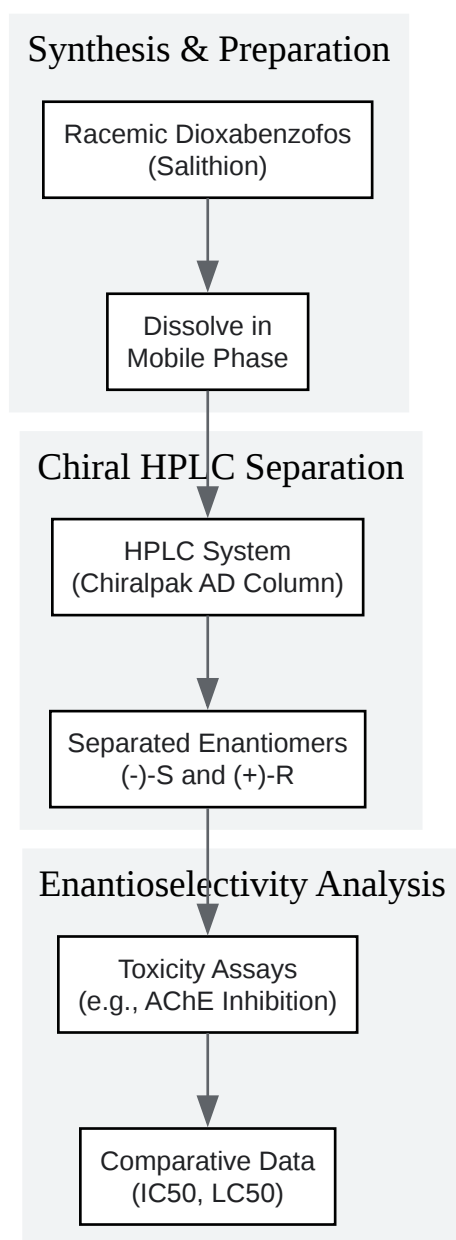 Synthesis & Preparation
Racemic Dioxabenzofos
(Salithion)
Dissolve in
Mobile Phase
Chiral HPLC Separation
HPLC System
(Chiralpak AD Column)
Separated Enantiomers
(-)-S and (+)-R
Enantioselectivity Analysis
Toxicity Assays
(e.g., AChE Inhibition)
Comparative Data
(IC50, LC50)